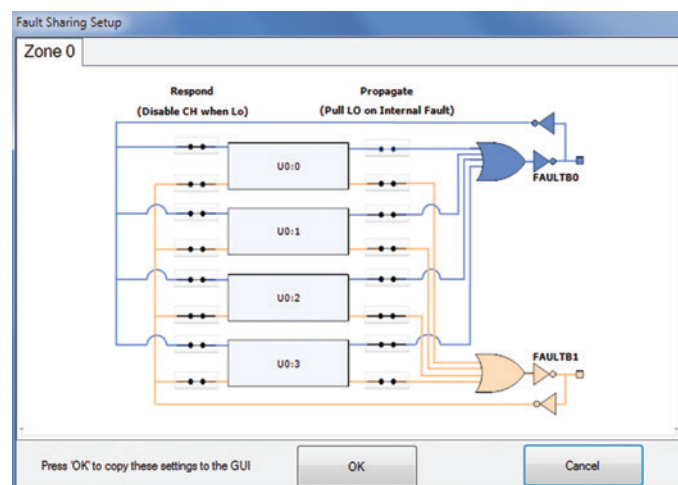 Fault Sharing Setup
Zone 0
Respond
(Disable CH when Lo)
Propagate
(Pull LO on Internal Fault)
U0:0
FAULTB0
U0:1
U0:2
U0:3
FAULTB1
Press 'OK' to copy these settings to the GUI
OK
Cancel